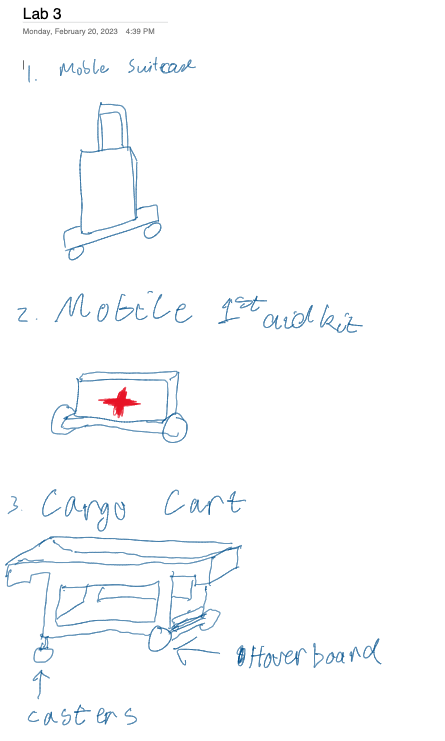 Lab 3
Monday, February 20, 2023 4:39 PM
1. Moble Suitcase
2. Mobile 1st aid kit
3. Cargo Cart
Hoverboard
casters